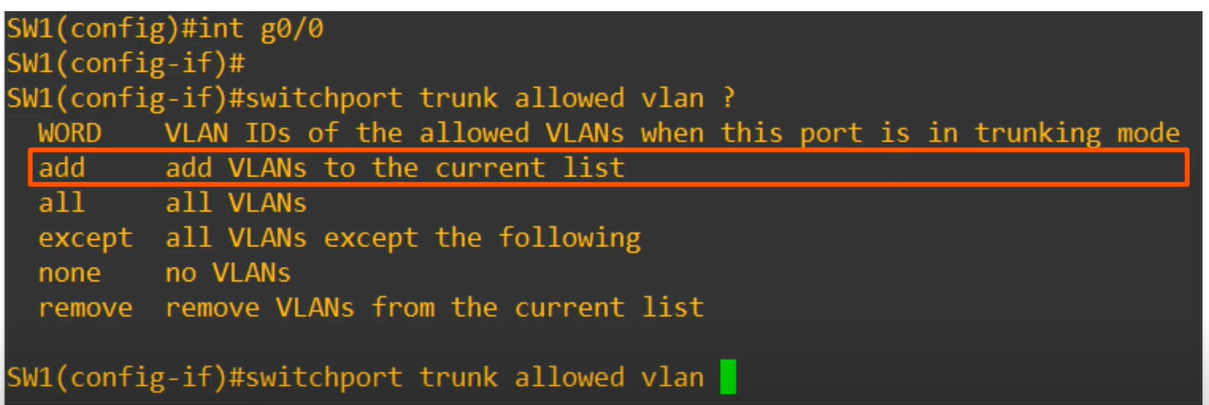 SW1(config)#int g0/0
SW1(config-if)#
SW1(config-if)#switchport trunk allowed vlan ?
WORD VLAN IDs of the allowed VLANs when this port is in trunking mode
add add VLANs to the current list
all all VLANs
except all VLANs except the following
none no VLANs
remove remove VLANs from the current list
SW1(config-if)#switchport trunk allowed vlan